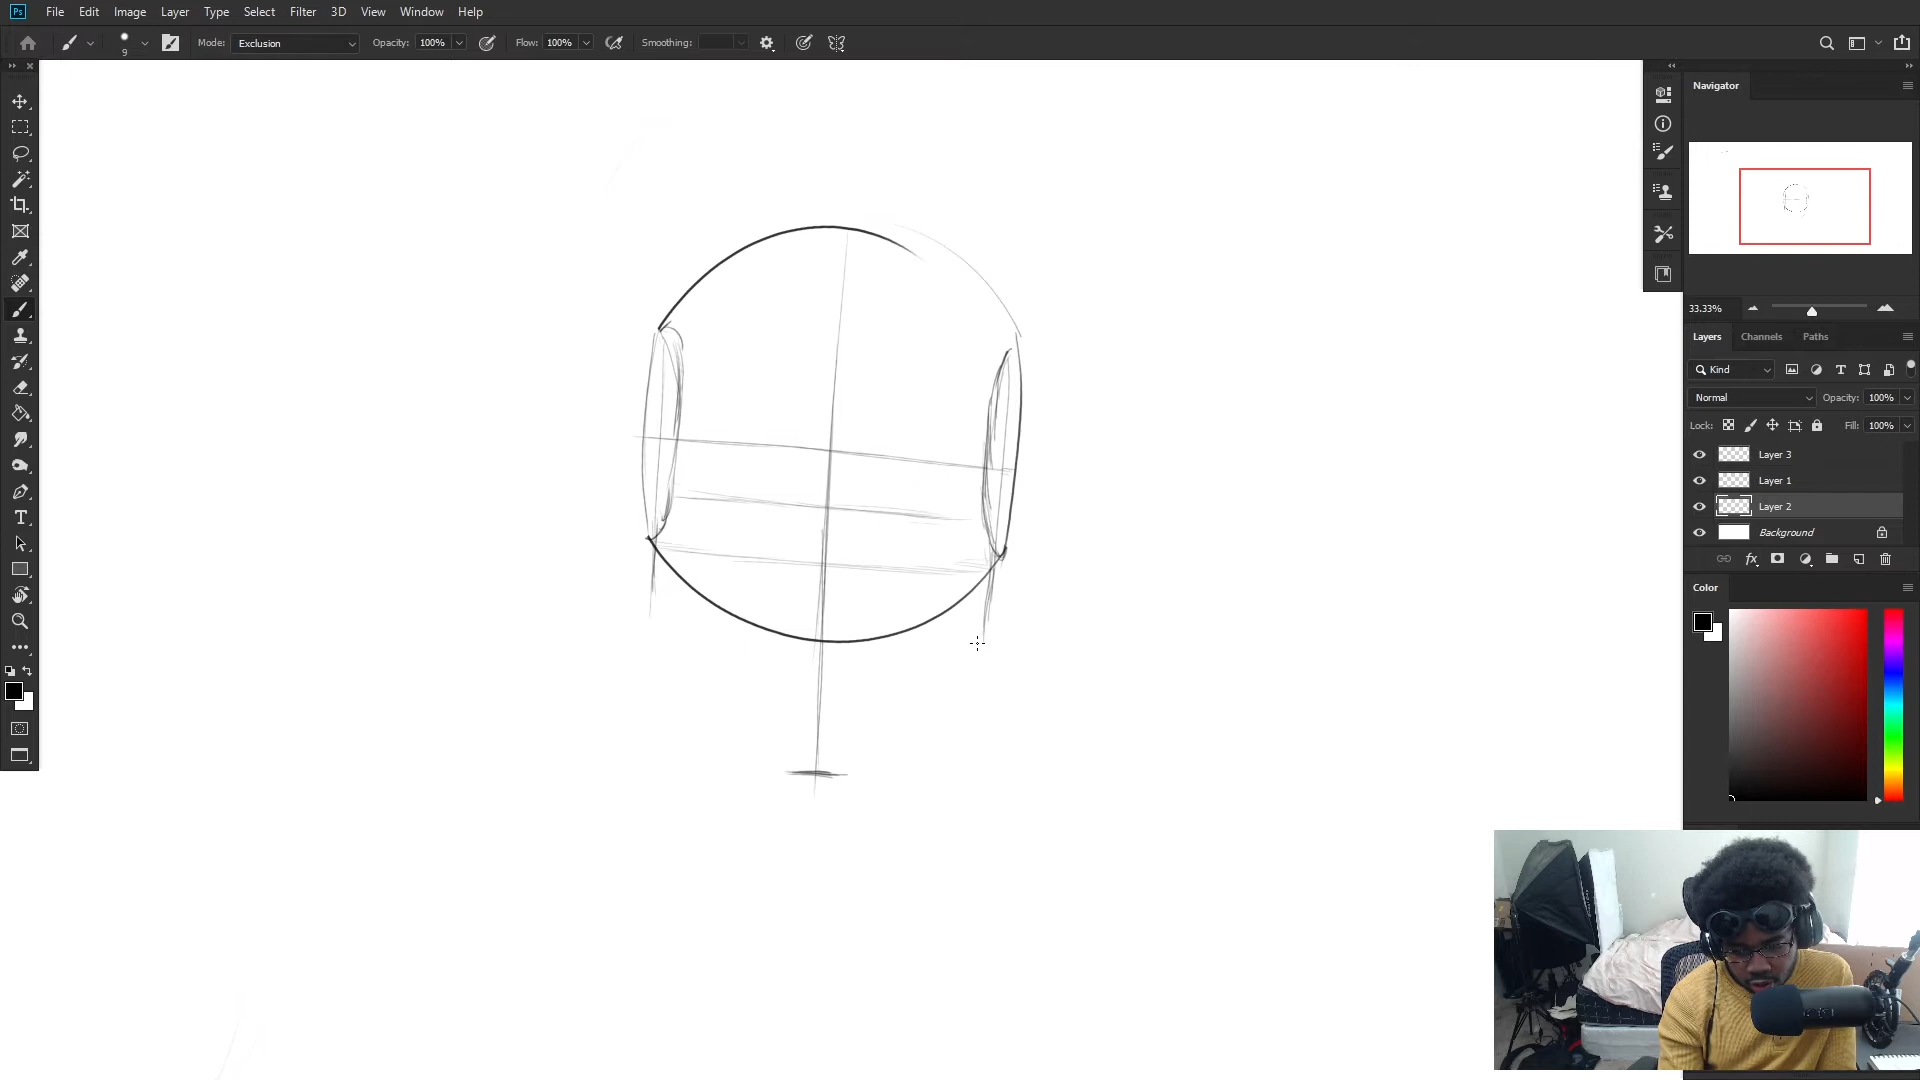 Ps File Edit Image Layer Type Select Filter 3D View Window Help
9 Mode: Exclusion Opacity: 100% Flow: 100% Smoothing:
Navigator
33.33%
Layers Channels Paths
Kind
Normal Opacity: 100%
Lock: Fill: 100%
Layer 3
Layer 1
Layer 2
Background
Color